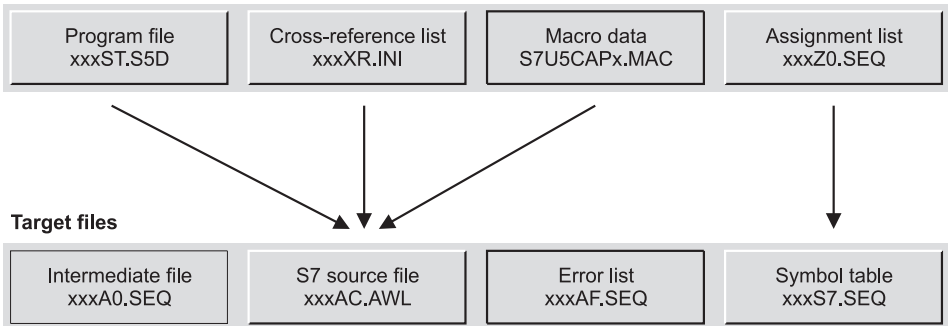 Program file
xxxST.S5D
Cross-reference list
xxxXR.INI
Macro data
S7U5CAPx.MAC
Assignment list
xxxZ0.SEQ
Target files
Intermediate file
xxxA0.SEQ
S7 source file
xxxAC.AWL
Error list
xxxAF.SEQ
Symbol table
xxxS7.SEQ